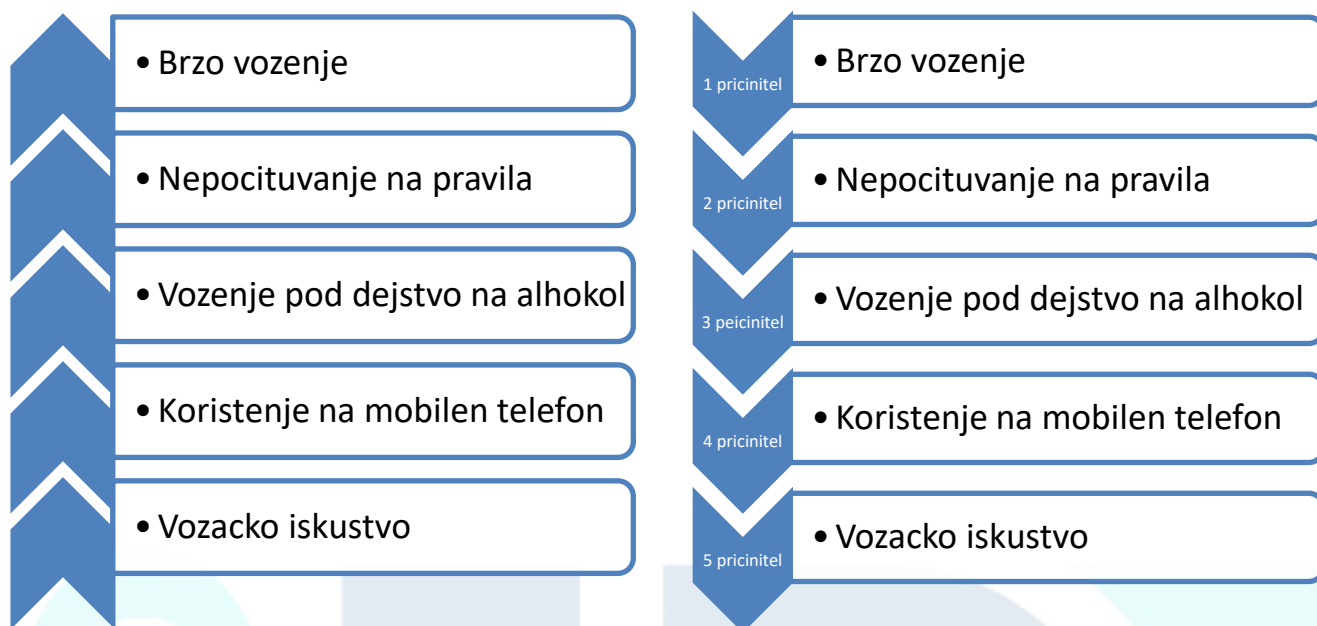 • Brzo vozenje
• Nepocituvanje na pravila
• Vozenje pod dejstvo na alhokol
• Koristenje na mobilen telefon
• Vozacko iskustvo
1 pricinitel
• Brzo vozenje
2 pricinitel
• Nepocituvanje na pravila
3 peicinitel
• Vozenje pod dejstvo na alhokol
4 pricinitel
• Koristenje na mobilen telefon
5 pricinitel
• Vozacko iskustvo